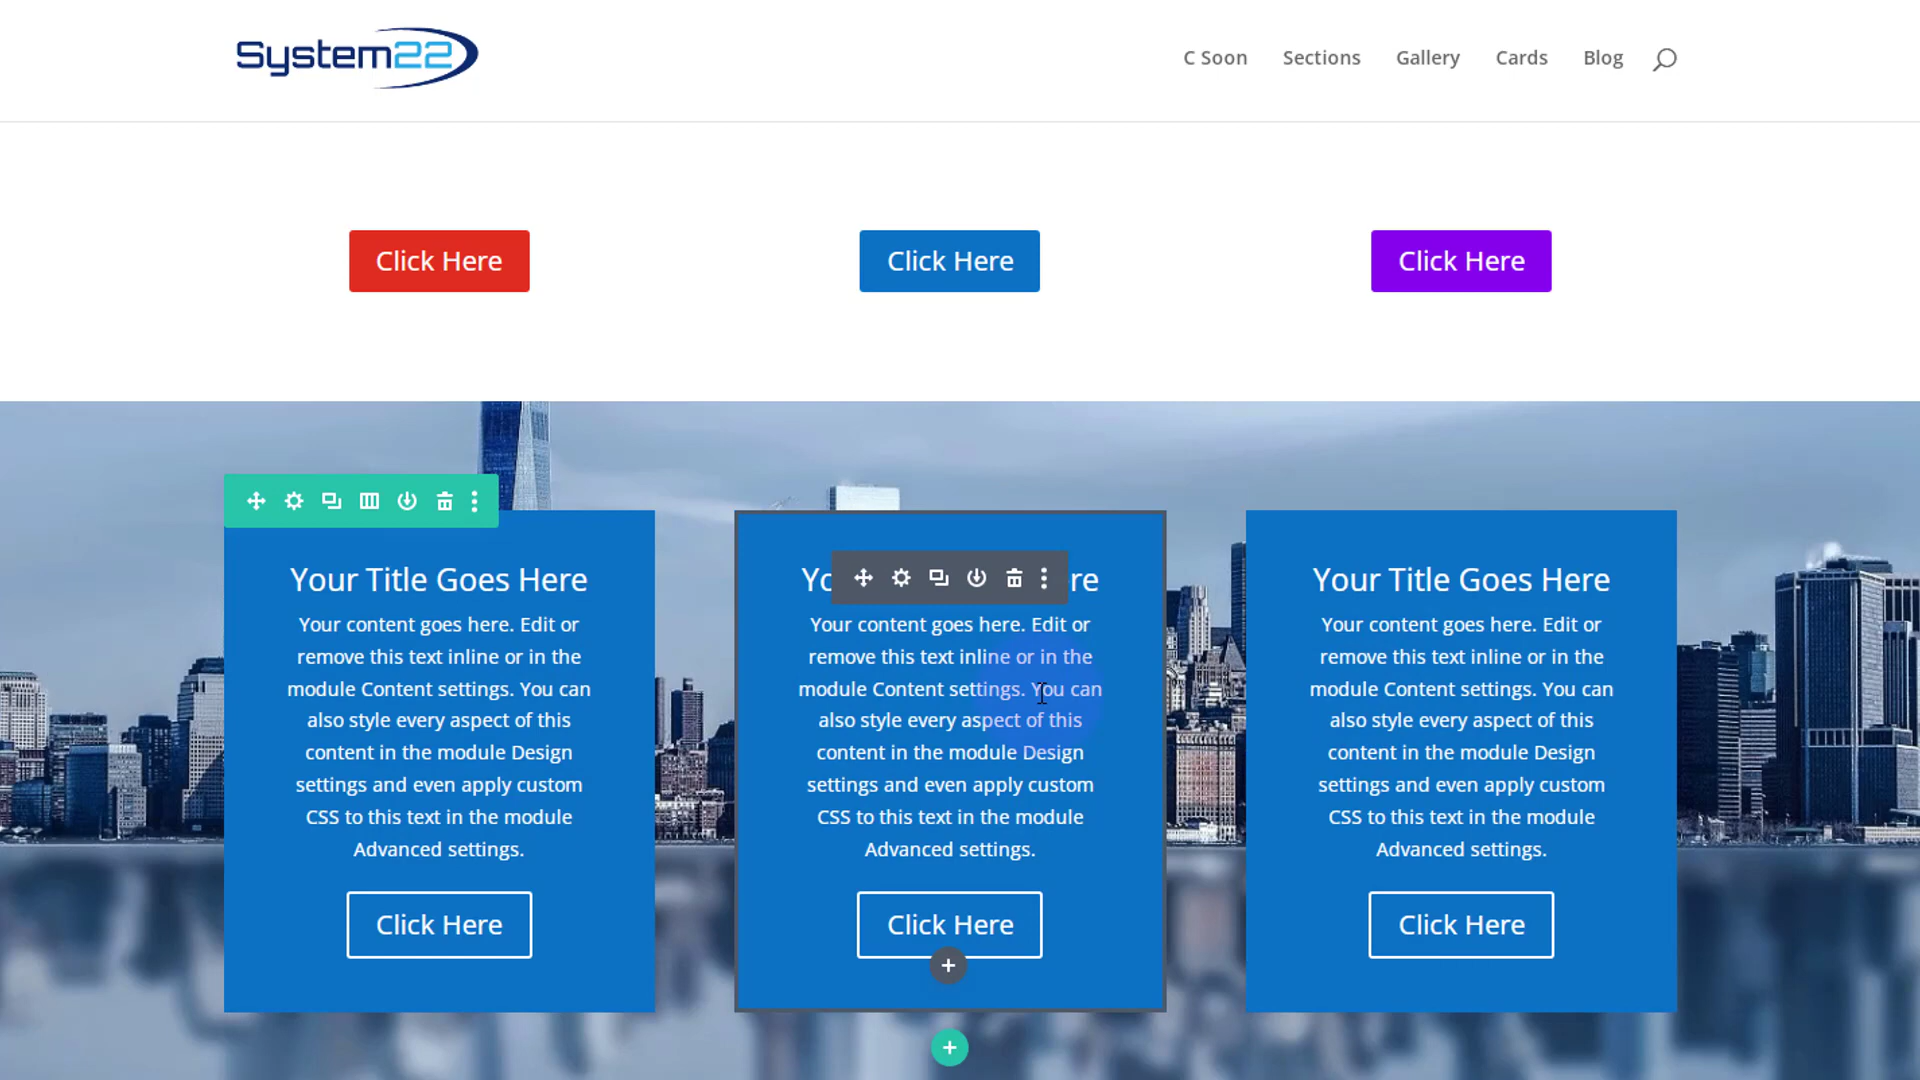 System22
C Soon Sections Gallery Cards Blog
Click Here
Click Here
Click Here
Your Title Goes Here
Your content goes here. Edit or
remove this text inline or in the
module Content settings. You can
also style every aspect of this
content in the module Design
settings and even apply custom
CSS to this text in the module
Advanced settings.
Click Here
Yo re
Your content goes here. Edit or
remove this text inline or in the
module Content settings. You can
also style every aspect of this
content in the module Design
settings and even apply custom
CSS to this text in the module
Advanced settings.
Click Here
Your Title Goes Here
Your content goes here. Edit or
remove this text inline or in the
module Content settings. You can
also style every aspect of this
content in the module Design
settings and even apply custom
CSS to this text in the module
Advanced settings.
Click Here